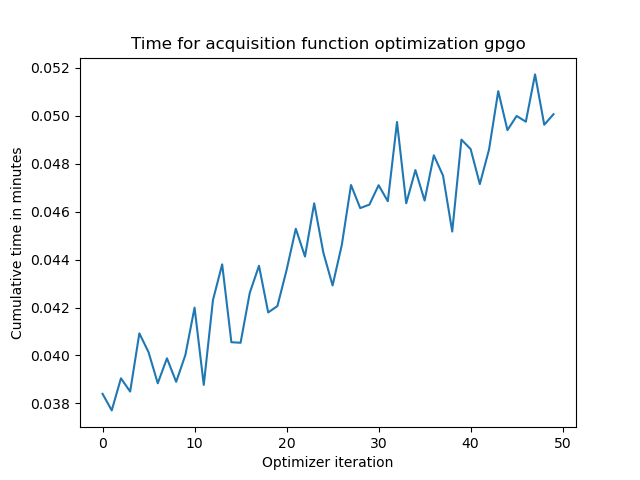 Time for acquisition function optimization gpgo
Cumulative time in minutes
0.052
0.050
0.048
0.046
0.044
0.042
0.040
0.038
0 10 20 30 40 50
Optimizer iteration